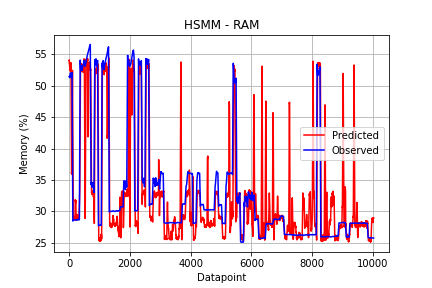 HSMM - RAM
55
50
45
40
35
30
25
Memory (%)
Predicted
Observed
0
2000
4000
6000
8000
10000
Datapoint